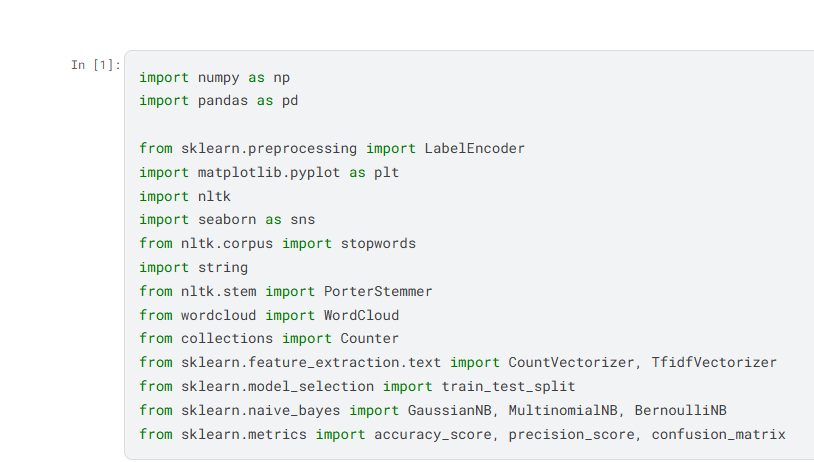 In [1]:
import numpy as np
import pandas as pd
from sklearn.preprocessing import LabelEncoder
import matplotlib.pyplot as plt
import nltk
import seaborn as sns
from nltk.corpus import stopwords
import string
from nltk.stem import PorterStemmer
from wordcloud import WordCloud
from collections import Counter
from sklearn.feature_extraction.text import CountVectorizer, TfidfVectorizer
from sklearn.model_selection import train_test_split
from sklearn.naive_bayes import GaussianNB, MultinomialNB, BernoulliNB
from sklearn.metrics import accuracy_score, precision_score, confusion_matrix